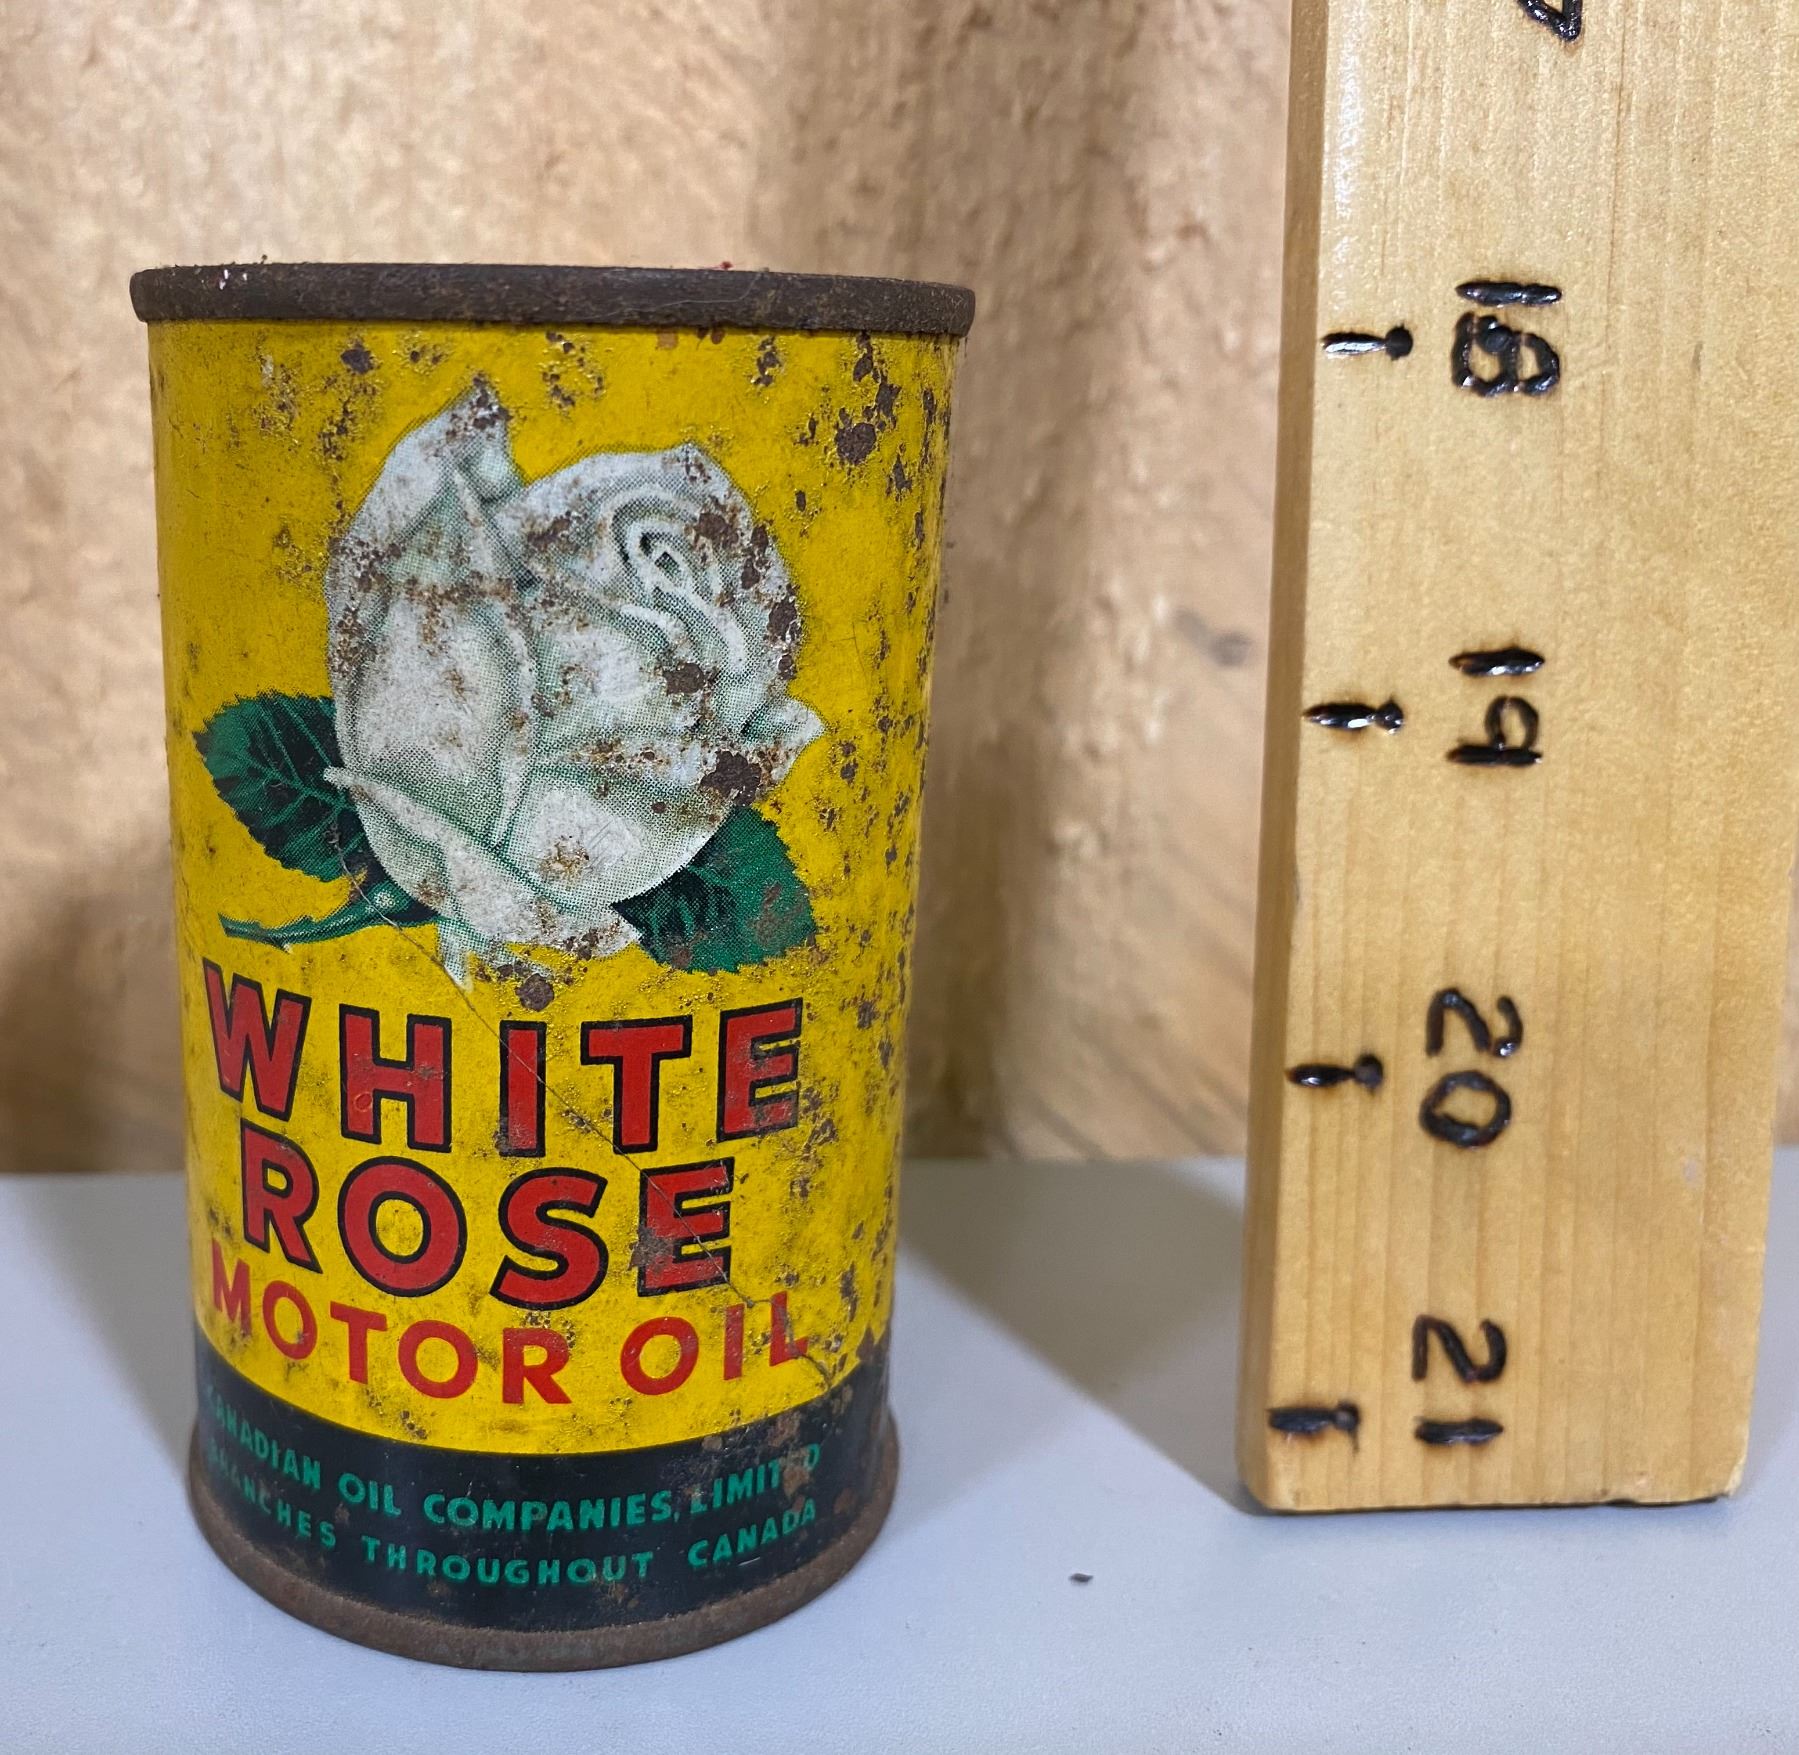 WHITE
ROSE
MOTOR OIL
CANADIAN OIL COMPANIES, LIMITED
BRANCHES THROUGHOUT CANADA
18
19
20
21